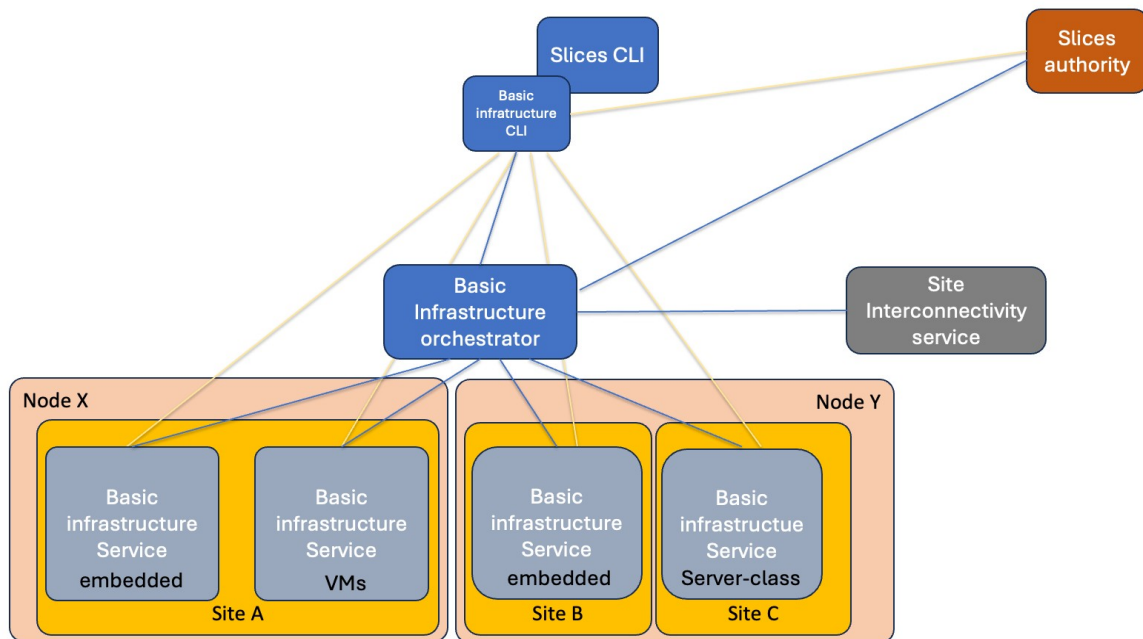 Slices CLI
Slices
authority
Basic
infratructure
CLI
Basic
Infrastructure
orchestrator
Site
Interconnectivity
service
Node X
Node Y
Basic
infrastructure
Service
embedded
Basic
infrastructure
Service
VMs
Site A
Basic
infrastructure
Service
embedded
Site B
Basic
infrastructue
Service
Server-class
Site C